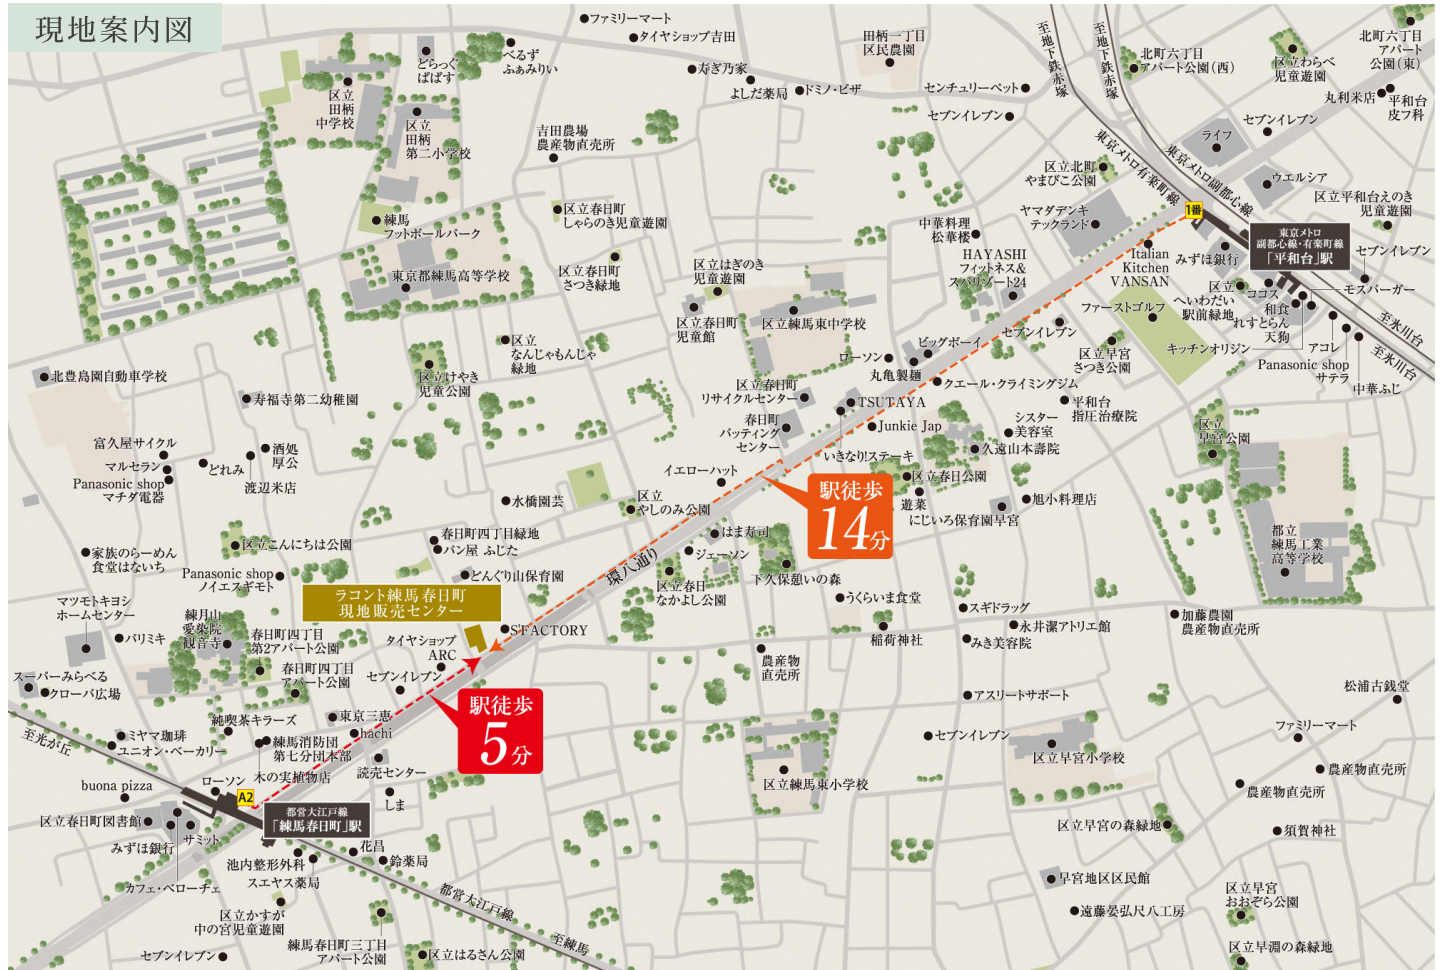 現地案内図
ファミリーマート
タイヤショップ吉田
べるず
ふぁみりい
どらっぐ
ぱぱす
寿ぎ乃家
よしだ薬局
ドミノ・ピザ
田柄一丁目
区民農園
センチュリーベット
セブンイレブン
至地下鉄赤塚
至地下鉄赤塚
北町六丁目
アパート公園(西)
区立わらべ
児童遊園
北町六丁目
アパート
公園(東)
丸利米店
平和台
皮フ科
セブンイレブン
ライフ
ウエルシア
東京メトロ有楽町線
東京メトロ副都心線
区立
田柄
中学校
区立
田柄
第二小学校
吉田農場
農産物直売所
区立北町
やまびこ公園
区立平和台えのき
児童遊園
練馬
フットボールパーク
区立春日町
しゃらのき児童遊園
中華料理
松華楼
ヤマダデンキ
テックランド
1番
東京メトロ
副都心線・有楽町線
「平和台」駅
セブンイレブン
東京都練馬高等学校
区立春日町
さつき緑地
区立はぎのき
児童遊園
HAYASHI
フィットネス&
スパリゾート24
Italian
Kitchen
VANSAN
みずほ銀行
区立
へいわだい
駅前緑地
ココス
モスバーガー
和食
れすとらん
天狗
区立春日町
児童館
区立練馬東中学校
セブンイレブン
ファーストゴルフ
キッチンオリジン
アコレ
Panasonic shop
サテラ
中華ふじ
至氷川台
至氷川台
区立
なんじゃもんじゃ
緑地
ビッグボーイ
ローソン
丸亀製麺
区立早宮
さつき公園
北豊島園自動車学校
区立けやき
児童公園
区立春日町
リサイクルセンター
クエール・クライミングジム
寿福寺第二幼稚園
TSUTAYA
平和台
指圧治療院
春日町
バッティング
センター
Junkie Jap
シスター
美容室
区立
早宮公園
富久屋サイクル
マルセラン
Panasonic shop
マチダ電器
どれみ
酒処
厚公
渡辺米店
いきなり!ステーキ
久遠山本壽院
イエローハット
区立春日公園
水橋園芸
区立
やしのみ公園
駅徒歩
14分
遊菜
にじいろ保育園早宮
旭小料理店
春日町四丁目緑地
パン屋 ふじた
はま寿司
ジェーソン
都立
練馬工業
高等学校
区立こんにちは公園
家族のらーめん
食堂はないち
Panasonic shop
ノイエスギモト
どんぐり山保育園
環八通り
区立春日
なかよし公園
下久保憩いの森
ラコント練馬春日町
現地販売センター
マツモトキヨシ
ホームセンター
練月山
愛染院
観音寺
うくらいま食堂
スギドラッグ
永井潔アトリエ館
加藤農園
農産物直売所
バリミキ
春日町四丁目
第2アパート公園
S'FACTORY
タイヤショップ
ARC
稲荷神社
みき美容院
春日町四丁目
アパート公園
セブンイレブン
農産物
直売所
スーパーみらべる
クローバ広場
駅徒歩
5分
アスリートサポート
松浦古銭堂
至光が丘
純喫茶キラーズ
東京三恵
ミヤマ珈琲
ユニオン・ベーカリー
練馬消防団
第七分団本部
hachi
セブンイレブン
ファミリーマート
木の実植物店
読売センター
区立練馬東小学校
区立早宮小学校
農産物直売所
buona pizza
ローソン
A2
しま
農産物直売所
区立春日町図書館
都営大江戸線
「練馬春日町」駅
区立早宮の森緑地
須賀神社
みずほ銀行
サミット
池内整形外科
花昌
鈴薬局
カフェ・ベローチェ
スエヤス薬局
早宮地区区民館
区立早宮
おおぞら公園
都営大江戸線
区立かすが
中の宮児童遊園
遠藤晏弘尺八工房
セブンイレブン
練馬春日町三丁目
アパート公園
区立はるさん公園
至練馬
区立早淵の森緑地